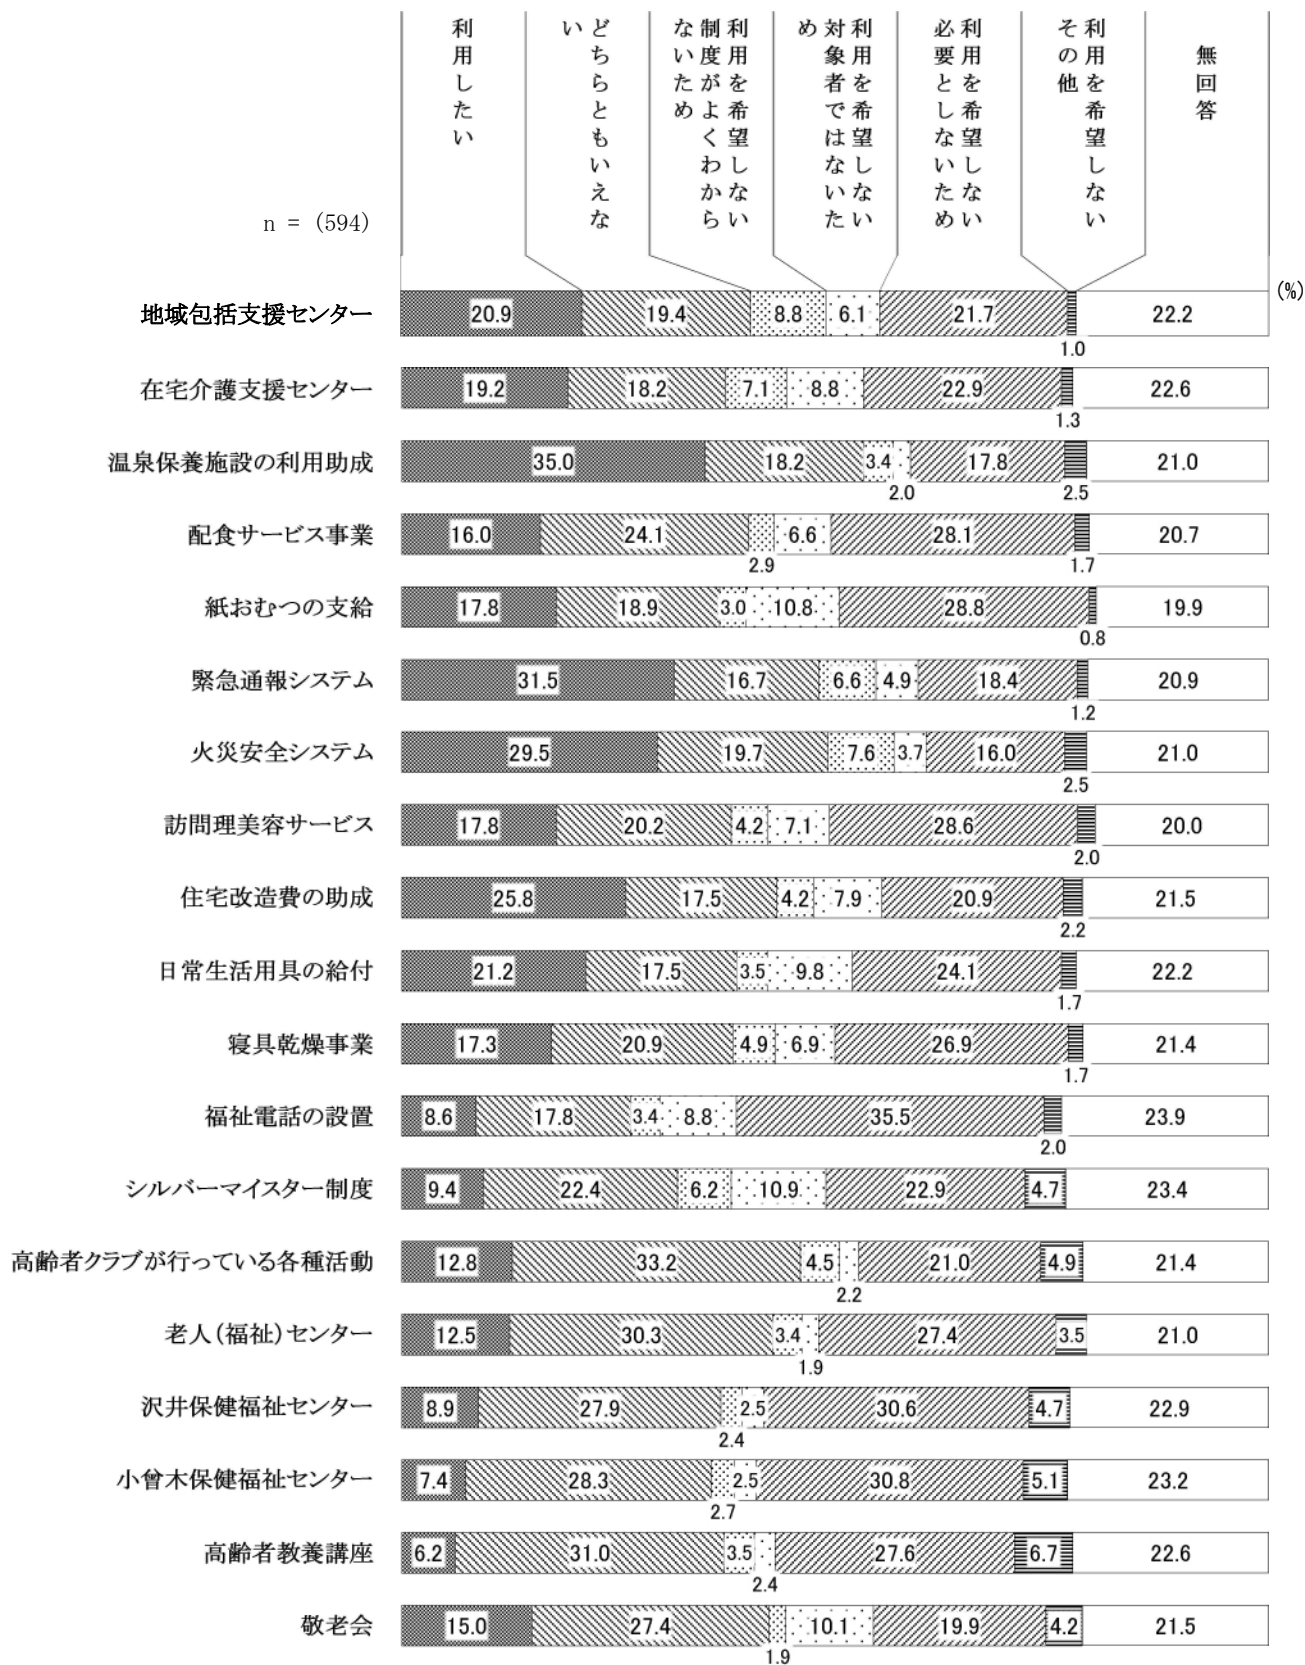 利用したい
どちらともいえな
い
利用を希望しない
制度がよくわから
ないため
利用を希望しない
対象者ではないた
め
利用を希望しない
必要としないため
利用を希望しない
その他
無回答
n = (594)
(%)
地域包括支援センター 20.9 19.4 8.8 6.1 21.7 22.2
1.0
在宅介護支援センター 19.2 18.2 7.1 8.8 22.9 22.6
1.3
温泉保養施設の利用助成 35.0 18.2 3.4 17.8 21.0
2.0 2.5
配食サービス事業 16.0 24.1 6.6 28.1 20.7
2.9 1.7
紙おむつの支給 17.8 18.9 3.0 10.8 28.8 19.9
0.8
緊急通報システム 31.5 16.7 6.6 4.9 18.4 20.9
1.2
火災安全システム 29.5 19.7 7.6 3.7 16.0 21.0
2.5
訪問理美容サービス 17.8 20.2 4.2 7.1 28.6 20.0
2.0
住宅改造費の助成 25.8 17.5 4.2 7.9 20.9 21.5
2.2
日常生活用具の給付 21.2 17.5 3.5 9.8 24.1 22.2
1.7
寝具乾燥事業 17.3 20.9 4.9 6.9 26.9 21.4
1.7
福祉電話の設置 8.6 17.8 3.4 8.8 35.5 23.9
2.0
シルバーマイスター制度 9.4 22.4 6.2 10.9 22.9 4.7 23.4
高齢者クラブが行っている各種活動 12.8 33.2 4.5 21.0 4.9 21.4
2.2
老人(福祉)センター 12.5 30.3 3.4 27.4 3.5 21.0
1.9
沢井保健福祉センター 8.9 27.9 2.5 30.6 4.7 22.9
2.4
小曾木保健福祉センター 7.4 28.3 2.5 30.8 5.1 23.2
2.7
高齢者教養講座 6.2 31.0 3.5 27.6 6.7 22.6
2.4
敬老会 15.0 27.4 10.1 19.9 4.2 21.5
1.9